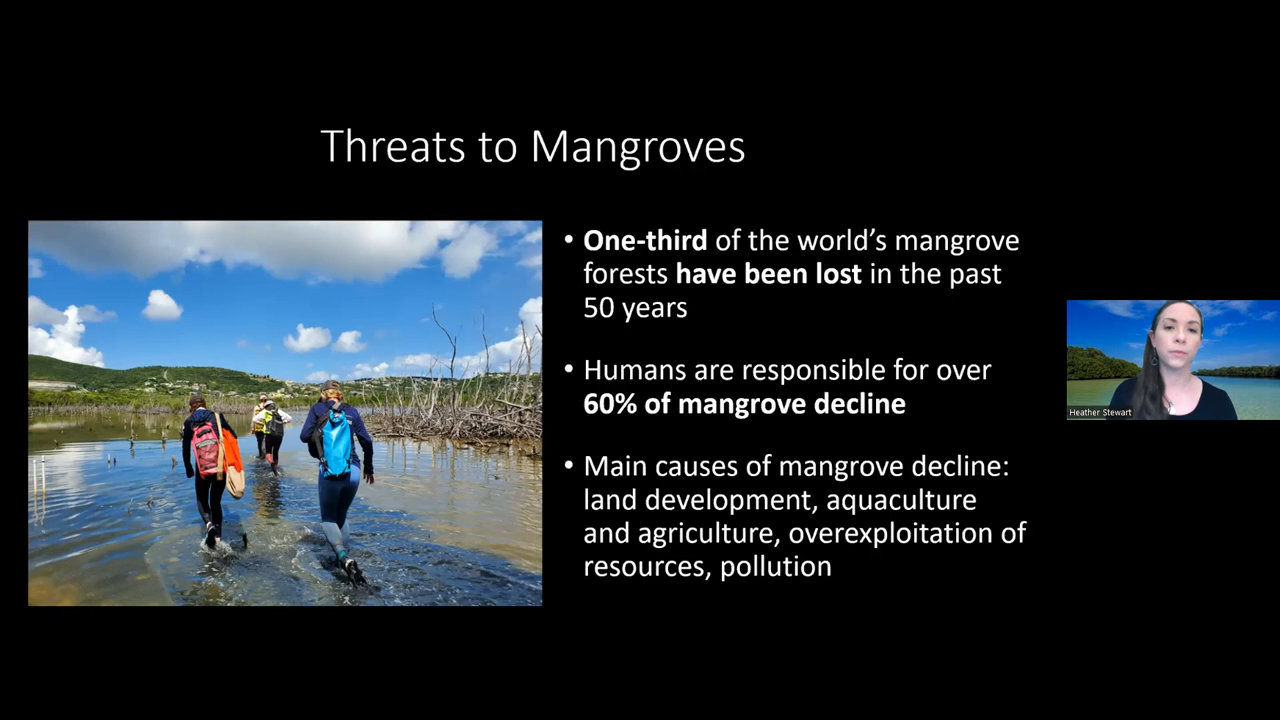 Threats to Mangroves
• One-third of the world’s mangrove
forests have been lost in the past
50 years
• Humans are responsible for over
60% of mangrove decline
• Main causes of mangrove decline:
land development, aquaculture
and agriculture, overexploitation of
resources, pollution
Heather Stewart